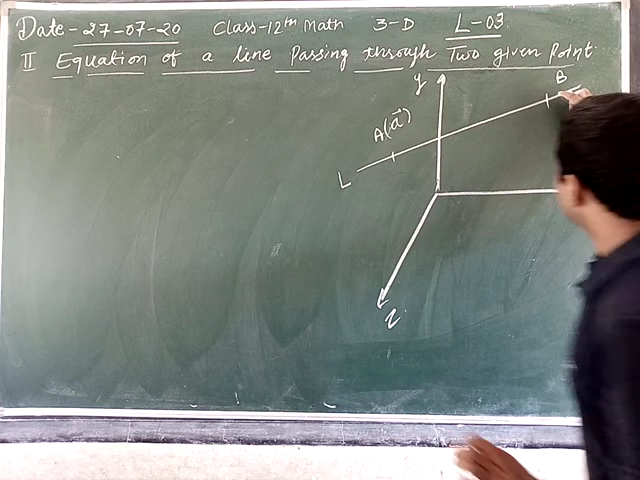 Date-27-07-20 Class-12th Math 3-D L-03
II Equation of a line Passing through Two given Point
y
B
A(a⃗)
L
z